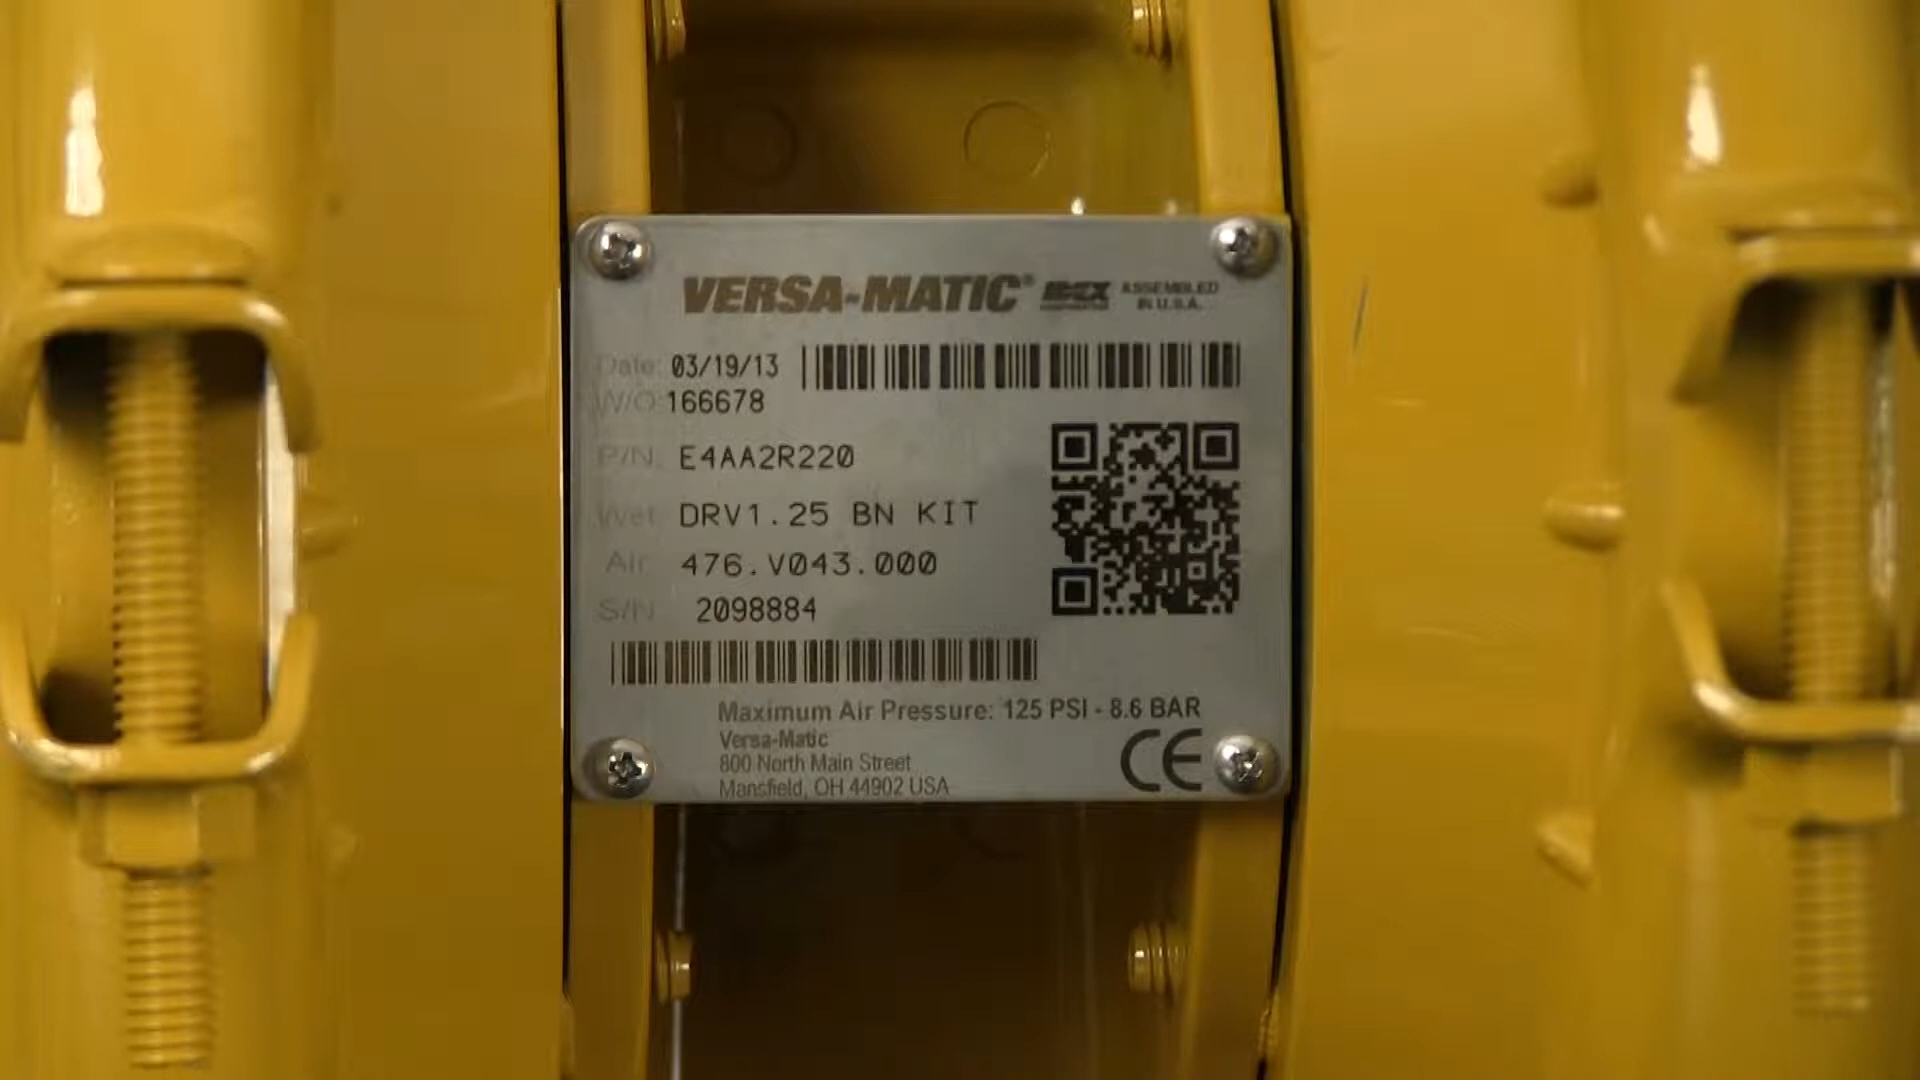 VERSA-MATIC® IDEX ASSEMBLED IN U.S.A.
Date: 03/19/13
W/O: 166678
P/N: E4AA2R220
Wet: DRV1.25 BN KIT
Air: 476.V043.000
S/N: 2098884
Maximum Air Pressure: 125 PSI - 8.6 BAR
Versa-Matic
800 North Main Street
Mansfield, OH 44902 USA
CE